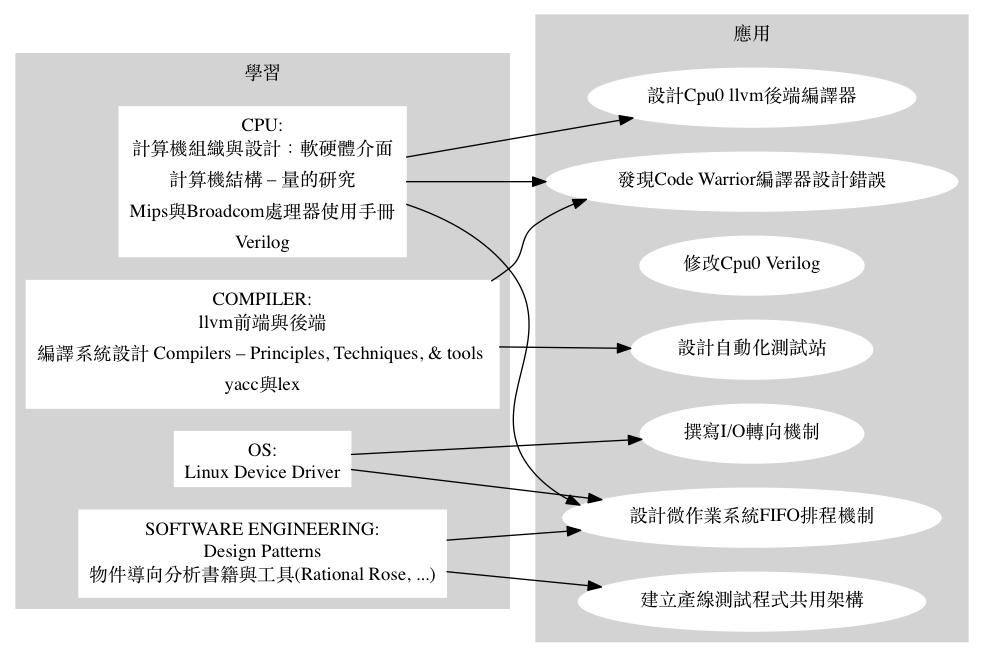 學習
CPU:
計算機組織與設計：軟硬體介面
計算機結構 – 量的研究
Mips與Broadcom處理器使用手冊
Verilog
COMPILER:
llvm前端與後端
編譯系統設計 Compilers – Principles, Techniques, & tools
yacc與lex
OS:
Linux Device Driver
SOFTWARE ENGINEERING:
Design Patterns
物件導向分析書籍與工具(Rational Rose, ...)
應用
設計Cpu0 llvm後端編譯器
發現Code Warrior編譯器設計錯誤
修改Cpu0 Verilog
設計自動化測試站
撰寫I/O轉向機制
設計微作業系統FIFO排程機制
建立產線測試程式共用架構